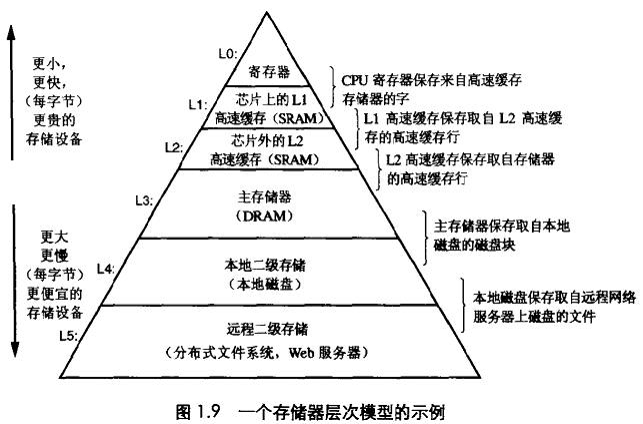 更小,
更快,
(每字节)
更贵的
存储设备
更大
更慢
(每字节)
更便宜的
存储设备
L0:
寄存器
L1:
芯片上的L1
高速缓存(SRAM)
L2:
芯片外的L2
高速缓存(SRAM)
L3:
主存储器
(DRAM)
L4:
本地二级存储
(本地磁盘)
L5:
远程二级存储
(分布式文件系统, Web服务器)
CPU 寄存器保存来自高速缓存
存储器的字
L1 高速缓存保存取自 L2 高速缓
存的高速缓存行
L2 高速缓存保存取自存储器
的高速缓存行
主存储器保存取自本地
磁盘的磁盘块
本地磁盘保存取自远程网络
服务器上磁盘的文件
图 1.9 一个存储器层次模型的示例